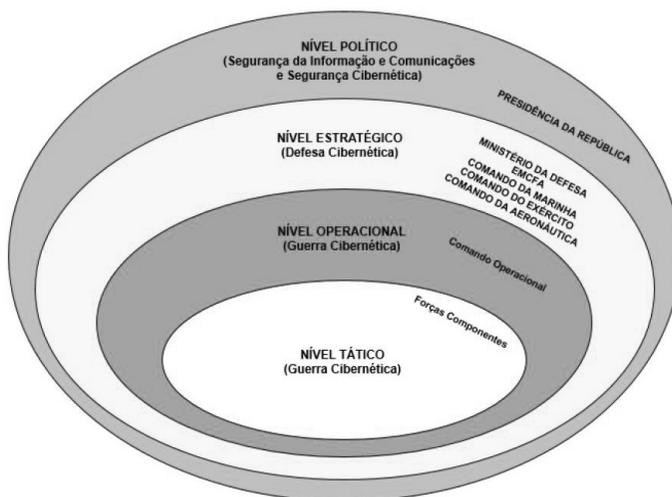 NÍVEL POLÍTICO
(Segurança da Informação e Comunicações
e Segurança Cibernética)
PRESIDÊNCIA DA REPÚBLICA
NÍVEL ESTRATÉGICO
(Defesa Cibernética)
MINISTÉRIO DA DEFESA
EMCFA
COMANDO DA MARINHA
COMANDO DO EXÉRCITO
COMANDO DA AERONÁUTICA
NÍVEL OPERACIONAL
(Guerra Cibernética)
Comando Operacional
Forças Componentes
NÍVEL TÁTICO
(Guerra Cibernética)